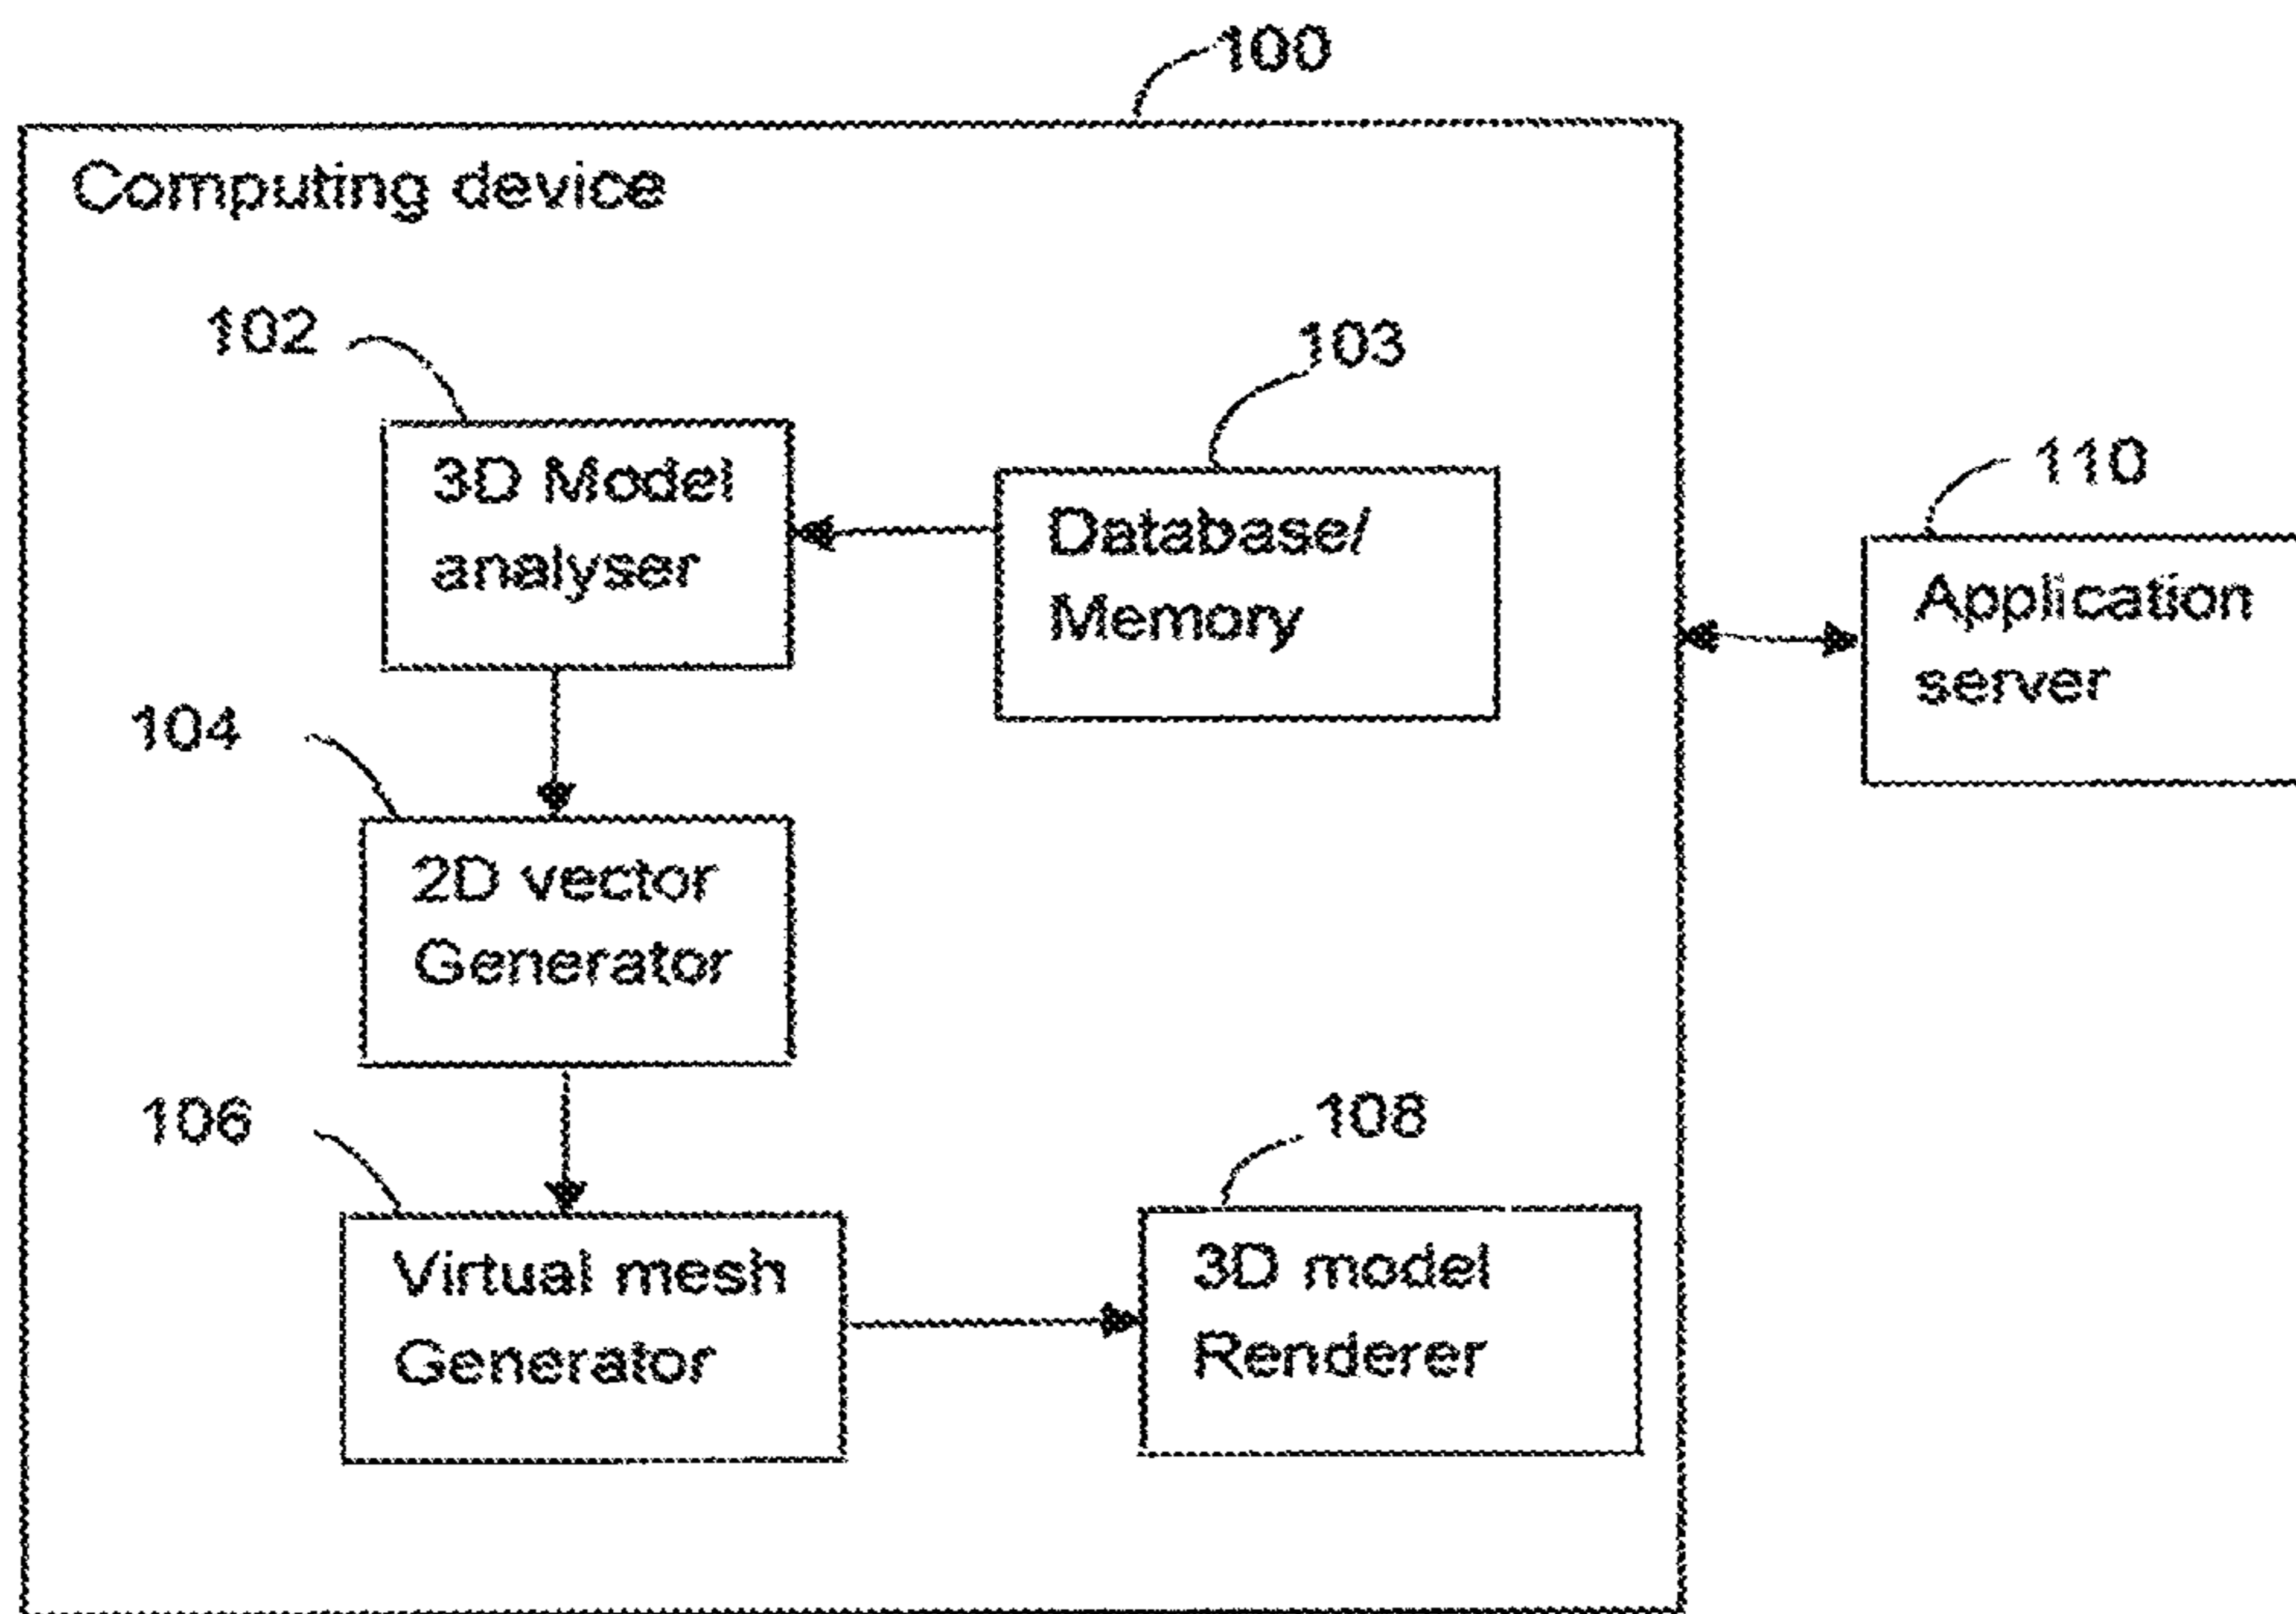 100
Computing device
102
103
3D Model
analyser
Database/
Memory
110
Application
server
104
2D vector
Generator
106
108
Virtual mesh
Generator
3D model
Renderer